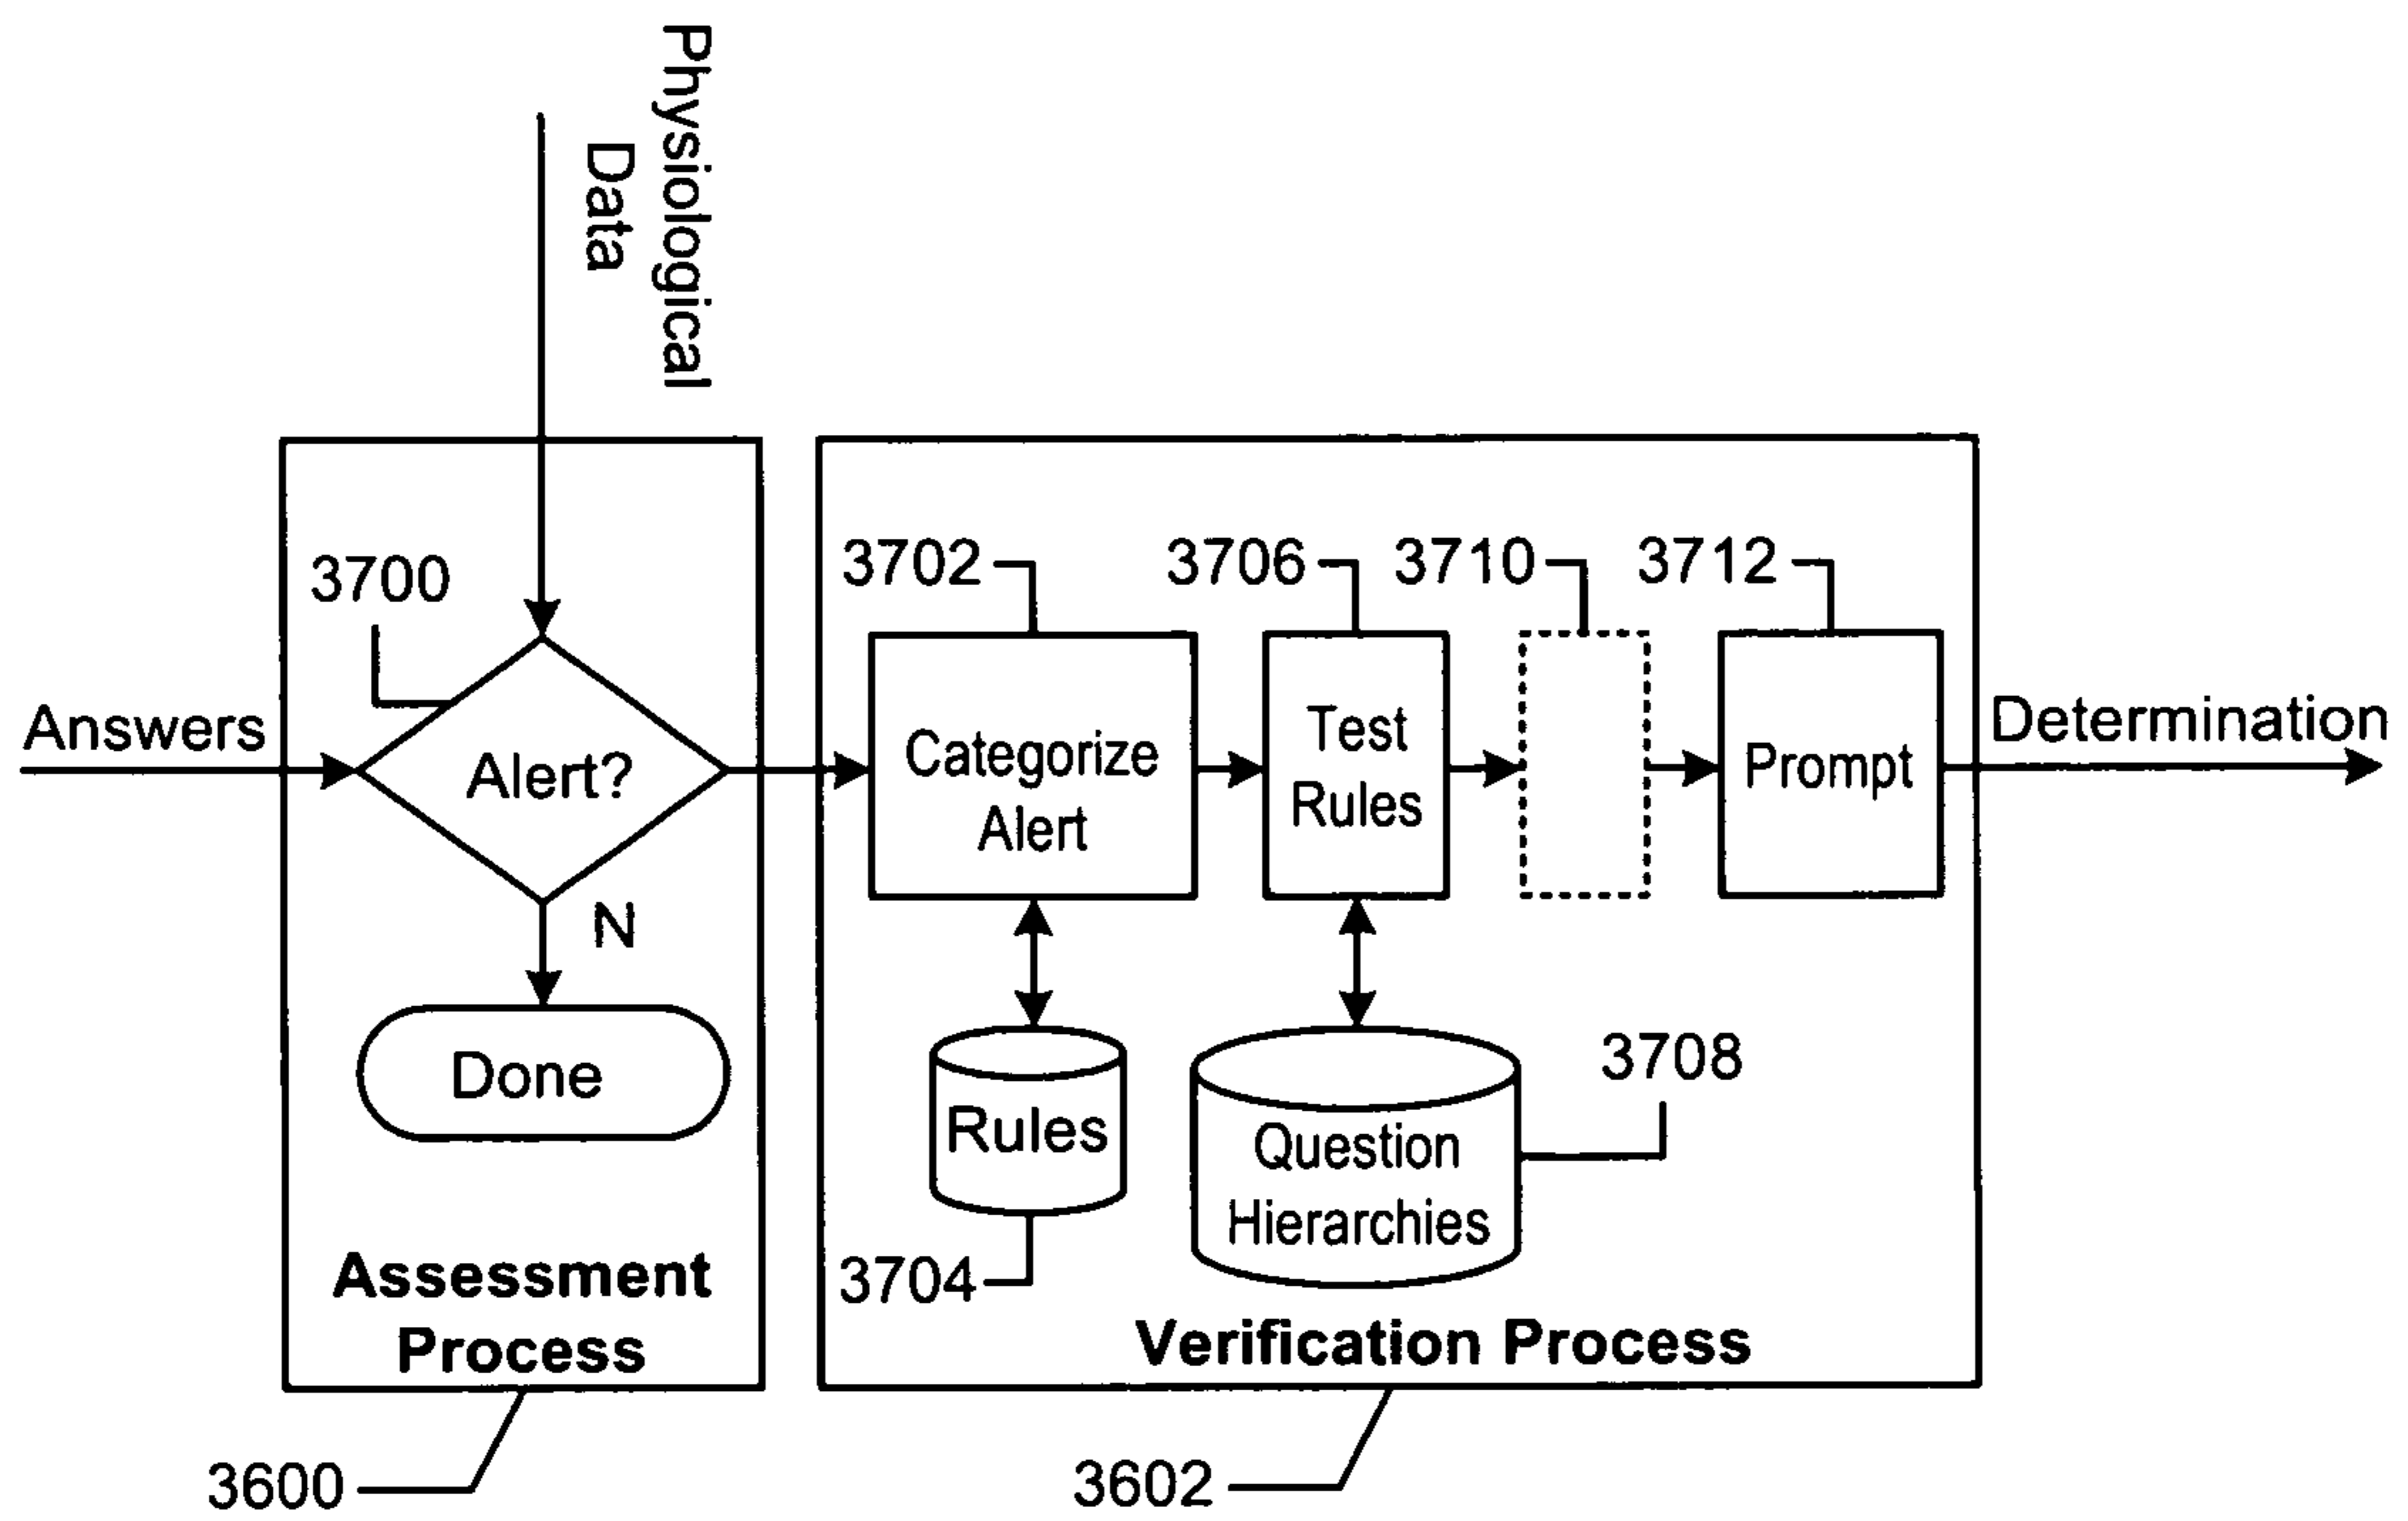 Physiological
Data
3700
3702
3706
3710
3712
Answers
Alert?
Categorize
Alert
Test
Rules
Prompt
Determination
N
Done
Rules
Question
Hierarchies
3708
3704
Assessment
Process
Verification Process
3600
3602